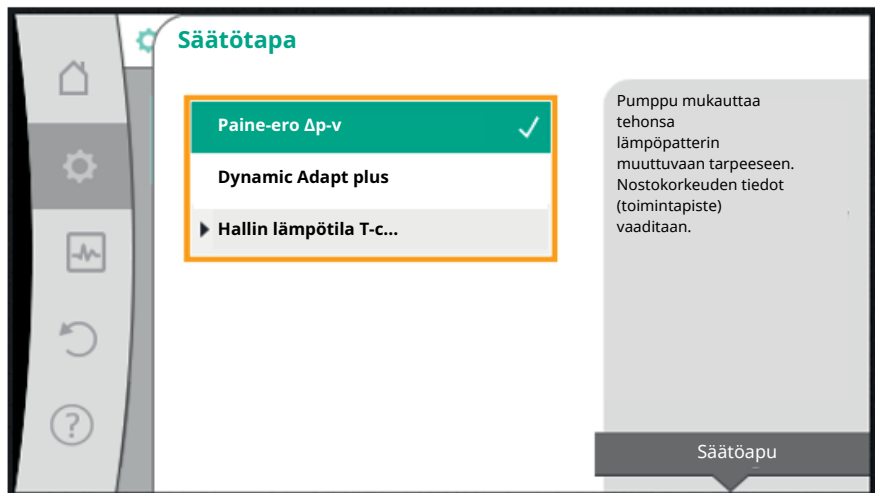 Säätötapa
Paine-ero Δp-v
Dynamic Adapt plus
Hallin lämpötila T-c...
Pumppu mukauttaa
tehonsa
lämpöpatterin
muuttuvaan tarpeeseen.
Nostokorkeuden tiedot
(toimintapiste)
vaaditaan.
Säätöapu
?